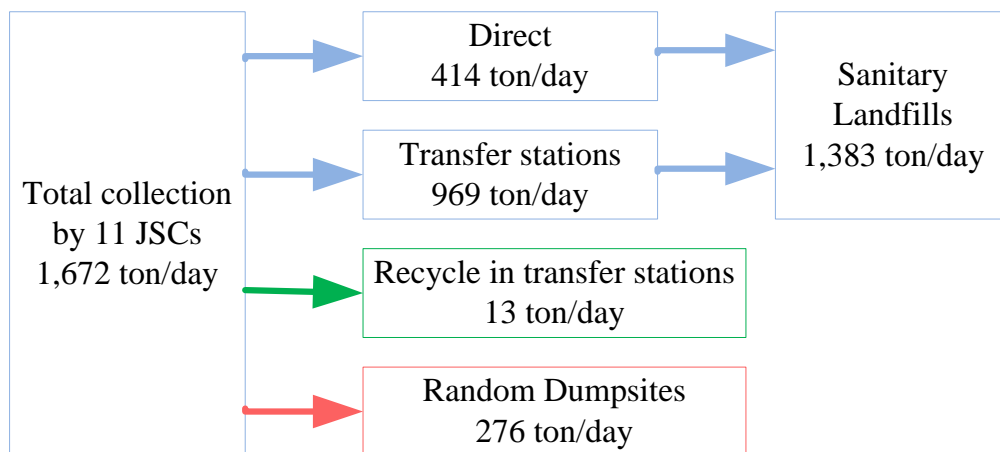 Total collection
by 11 JSCs
1,672 ton/day
Direct
414 ton/day
Transfer stations
969 ton/day
Recycle in transfer stations
13 ton/day
Random Dumpsites
276 ton/day
Sanitary
Landfills
1,383 ton/day